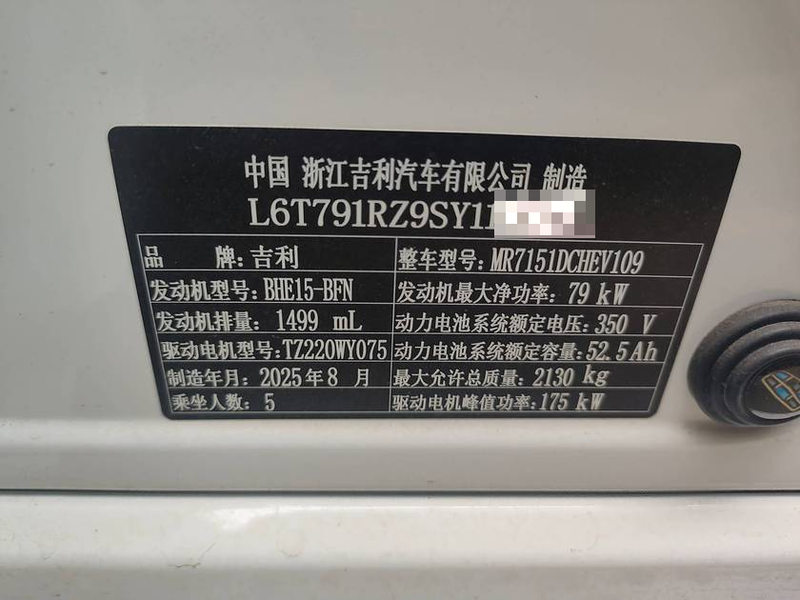 中国 浙江吉利汽车有限公司 制造
L6T791RZ9SY11
品 牌:吉利 整车型号:MR7151DCHEV109
发动机型号:BHE15-BFN 发动机最大净功率:79 kW
发动机排量:1499 mL 动力电池系统额定电压:350 V
驱动电机型号:TZ220WY075 动力电池系统额定容量:52.5Ah
制造年月:2025年8 月 最大允许总质量:2130 kg
乘坐人数:5 驱动电机峰值功率:175 kW